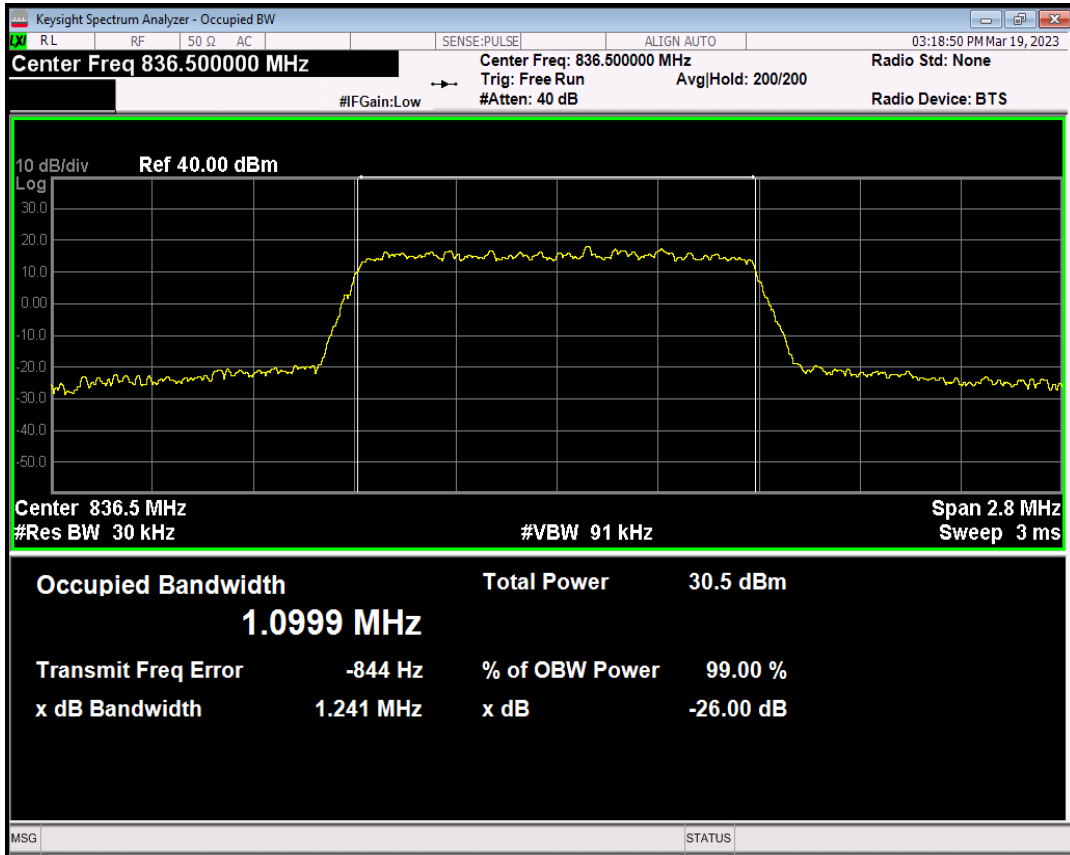 Keysight Spectrum Analyzer - Occupied BW
LXI RL RF 50 Ω AC SENSE:PULSE ALIGN AUTO 03:18:50 PM Mar 19, 2023
Center Freq 836.500000 MHz Center Freq: 836.500000 MHz Radio Std: None
Trig: Free Run Avg|Hold: 200/200
#IFGain:Low #Atten: 40 dB Radio Device: BTS
10 dB/div Ref 40.00 dBm
Log
30.0
20.0
10.0
0.00
-10.0
-20.0
-30.0
-40.0
-50.0
Center 836.5 MHz Span 2.8 MHz
#Res BW 30 kHz #VBW 91 kHz Sweep 3 ms
Occupied Bandwidth Total Power 30.5 dBm
1.0999 MHz
Transmit Freq Error -844 Hz % of OBW Power 99.00 %
x dB Bandwidth 1.241 MHz x dB -26.00 dB
MSG STATUS